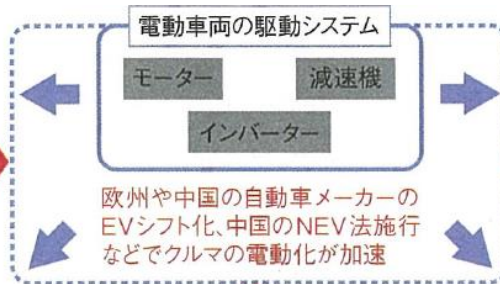 電動車両の駆動システム
モーター 減速機
インバーター
欧州や中国の自動車メーカーの
EVシフト化、中国のNEV法施行
などでクルマの電動化が加速